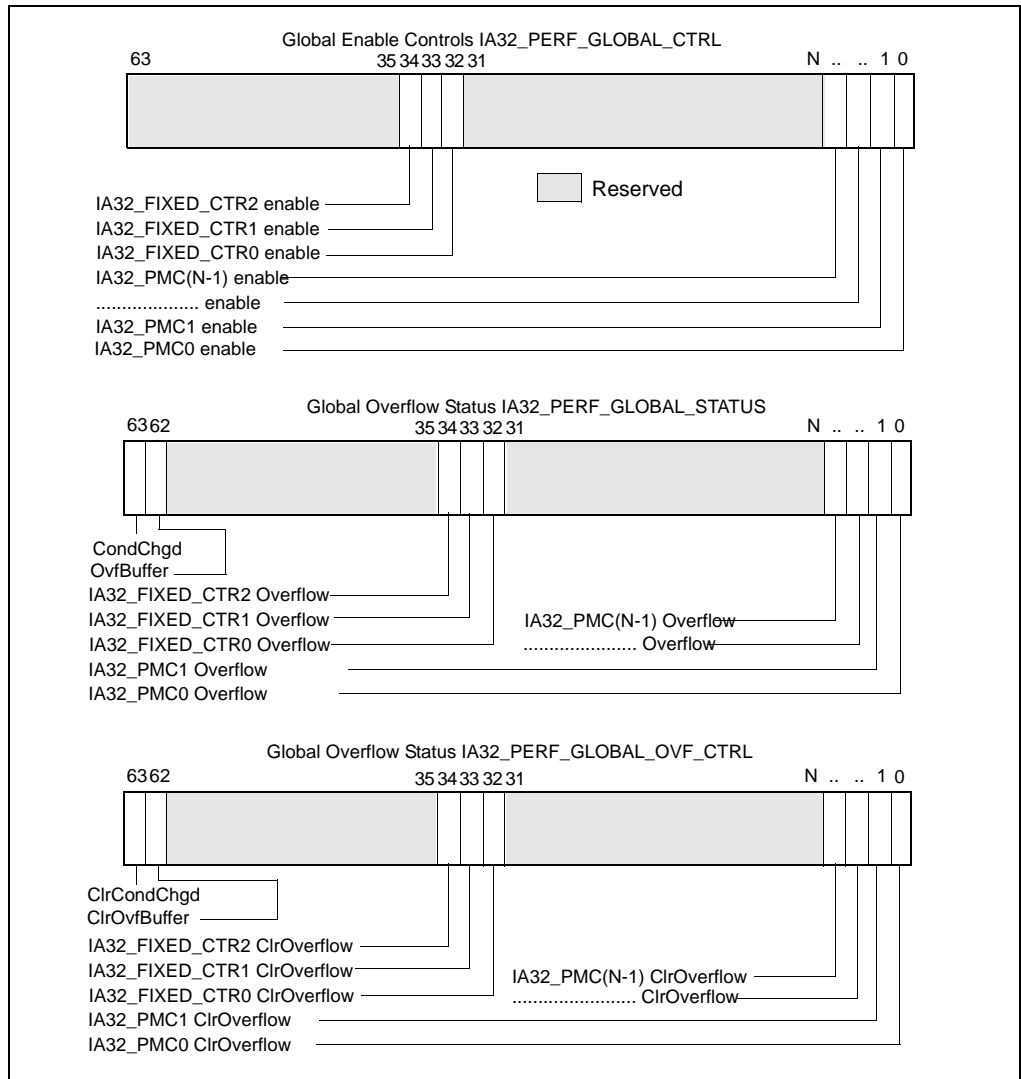 Global Enable Controls IA32_PERF_GLOBAL_CTRL
63 35 34 33 32 31 N .. .. 1 0
Reserved
IA32_FIXED_CTR2 enable
IA32_FIXED_CTR1 enable
IA32_FIXED_CTR0 enable
IA32_PMC(N-1) enable
.................... enable
IA32_PMC1 enable
IA32_PMC0 enable
Global Overflow Status IA32_PERF_GLOBAL_STATUS
63 62 35 34 33 32 31 N .. .. 1 0
CondChgd
OvfBuffer
IA32_FIXED_CTR2 Overflow
IA32_FIXED_CTR1 Overflow
IA32_FIXED_CTR0 Overflow
IA32_PMC1 Overflow
IA32_PMC0 Overflow
IA32_PMC(N-1) Overflow
...................... Overflow
Global Overflow Status IA32_PERF_GLOBAL_OVF_CTRL
63 62 35 34 33 32 31 N .. .. 1 0
ClrCondChgd
ClrOvfBuffer
IA32_FIXED_CTR2 ClrOverflow
IA32_FIXED_CTR1 ClrOverflow
IA32_FIXED_CTR0 ClrOverflow
IA32_PMC1 ClrOverflow
IA32_PMC0 ClrOverflow
IA32_PMC(N-1) ClrOverflow
........................ ClrOverflow